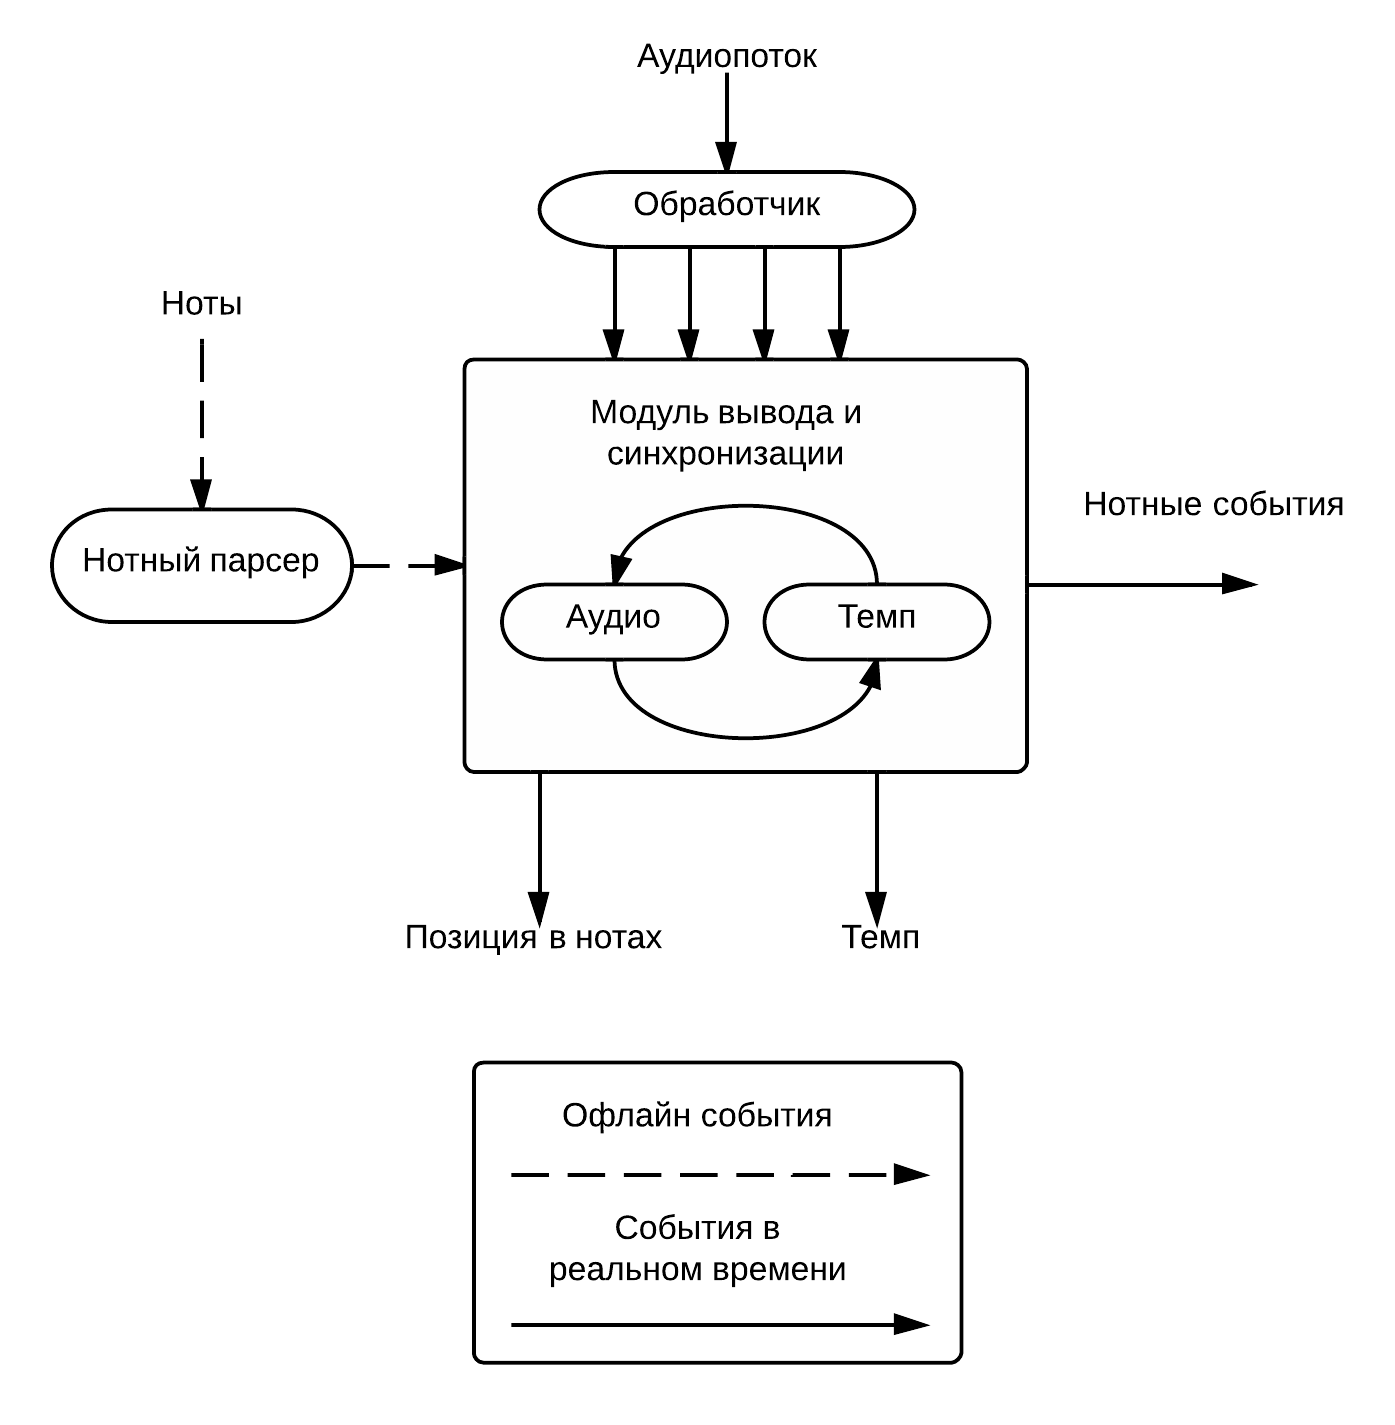 Аудиопоток
Обработчик
Ноты
Модуль вывода и
синхронизации
Нотные события
Нотный парсер
Аудио
Темп
Позиция в нотах
Темп
Офлайн события
События в
реальном времени